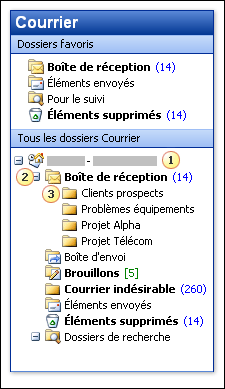 Courrier
Dossiers favoris
Boîte de réception (14)
Éléments envoyés
Pour le suivi
Éléments supprimés (14)
Tous les dossiers Courrier
- 1
2 Boîte de réception (14)
3 Clients prospects
Problèmes équipements
Projet Alpha
Projet Télécom
Boîte d'envoi
Brouillons [5]
Courrier indésirable (260)
Éléments envoyés
Éléments supprimés (14)
Dossiers de recherche